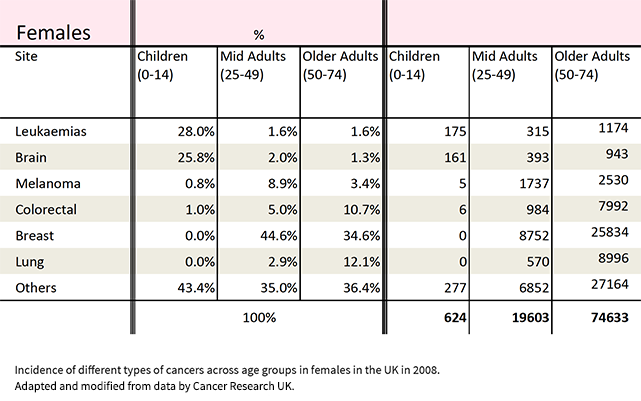 Females %
Site Children Mid Adults Older Adults Children Mid Adults Older Adults
(0-14) (25-49) (50-74) (0-14) (25-49) (50-74)
Leukaemias 28.0% 1.6% 1.6% 175 315 1174
Brain 25.8% 2.0% 1.3% 161 393 943
Melanoma 0.8% 8.9% 3.4% 5 1737 2530
Colorectal 1.0% 5.0% 10.7% 6 984 7992
Breast 0.0% 44.6% 34.6% 0 8752 25834
Lung 0.0% 2.9% 12.1% 0 570 8996
Others 43.4% 35.0% 36.4% 277 6852 27164
100% 624 19603 74633
Incidence of different types of cancers across age groups in females in the UK in 2008.
Adapted and modified from data by Cancer Research UK.